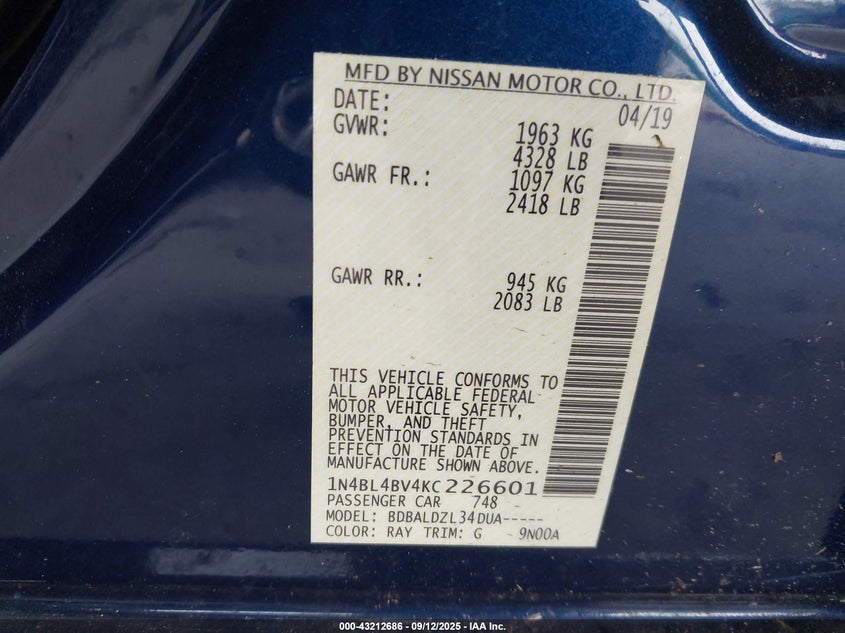 MFD BY NISSAN MOTOR CO., LTD.
DATE: 04/19
GVWR: 1963 KG
4328 LB
GAWR FR.: 1097 KG
2418 LB
GAWR RR.: 945 KG
2083 LB
THIS VEHICLE CONFORMS TO
ALL APPLICABLE FEDERAL
MOTOR VEHICLE SAFETY,
BUMPER, AND THEFT
PREVENTION STANDARDS IN
EFFECT ON THE DATE OF
MANUFACTURE SHOWN ABOVE.
1N4BL4BV4KC226601
PASSENGER CAR 748
MODEL: BDBALDZL34DUA-----
COLOR: RAY TRIM: G 9N00A
000-43212686 - 09/12/2025 - IAA Inc.